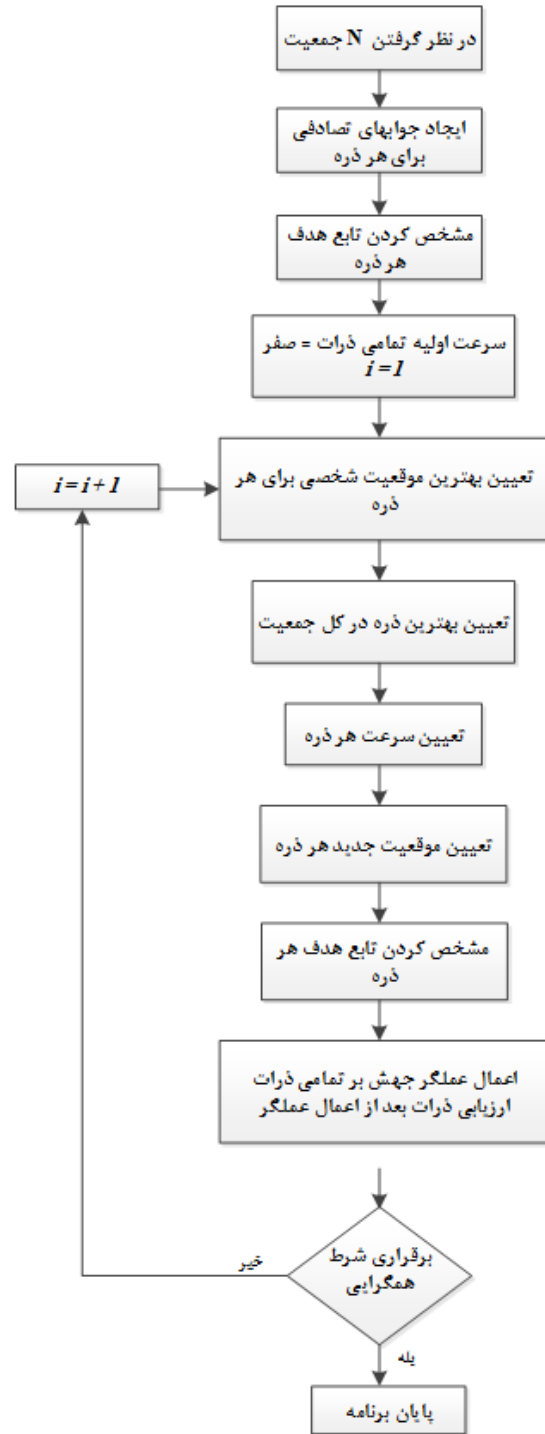 در نظر گرفتن N جمعیت
ایجاد جوابهای تصادفی
برای هر ذره
مشخص کردن تابع هدف
هر ذره
سرعت اولیه تمامی ذرات = صفر
i = 1
تعیین بهترین موقعیت شخصی برای هر
ذره
i = i + 1
تعیین بهترین ذره در کل جمعیت
تعیین سرعت هر ذره
تعیین موقعیت جدید هر ذره
مشخص کردن تابع هدف هر
ذره
اعمال عملگر جهش بر تمامی ذرات
ارزیابی ذرات بعد از اعمال عملگر
برقراری شرط
همگرایی
خیر
بله
پایان برنامه